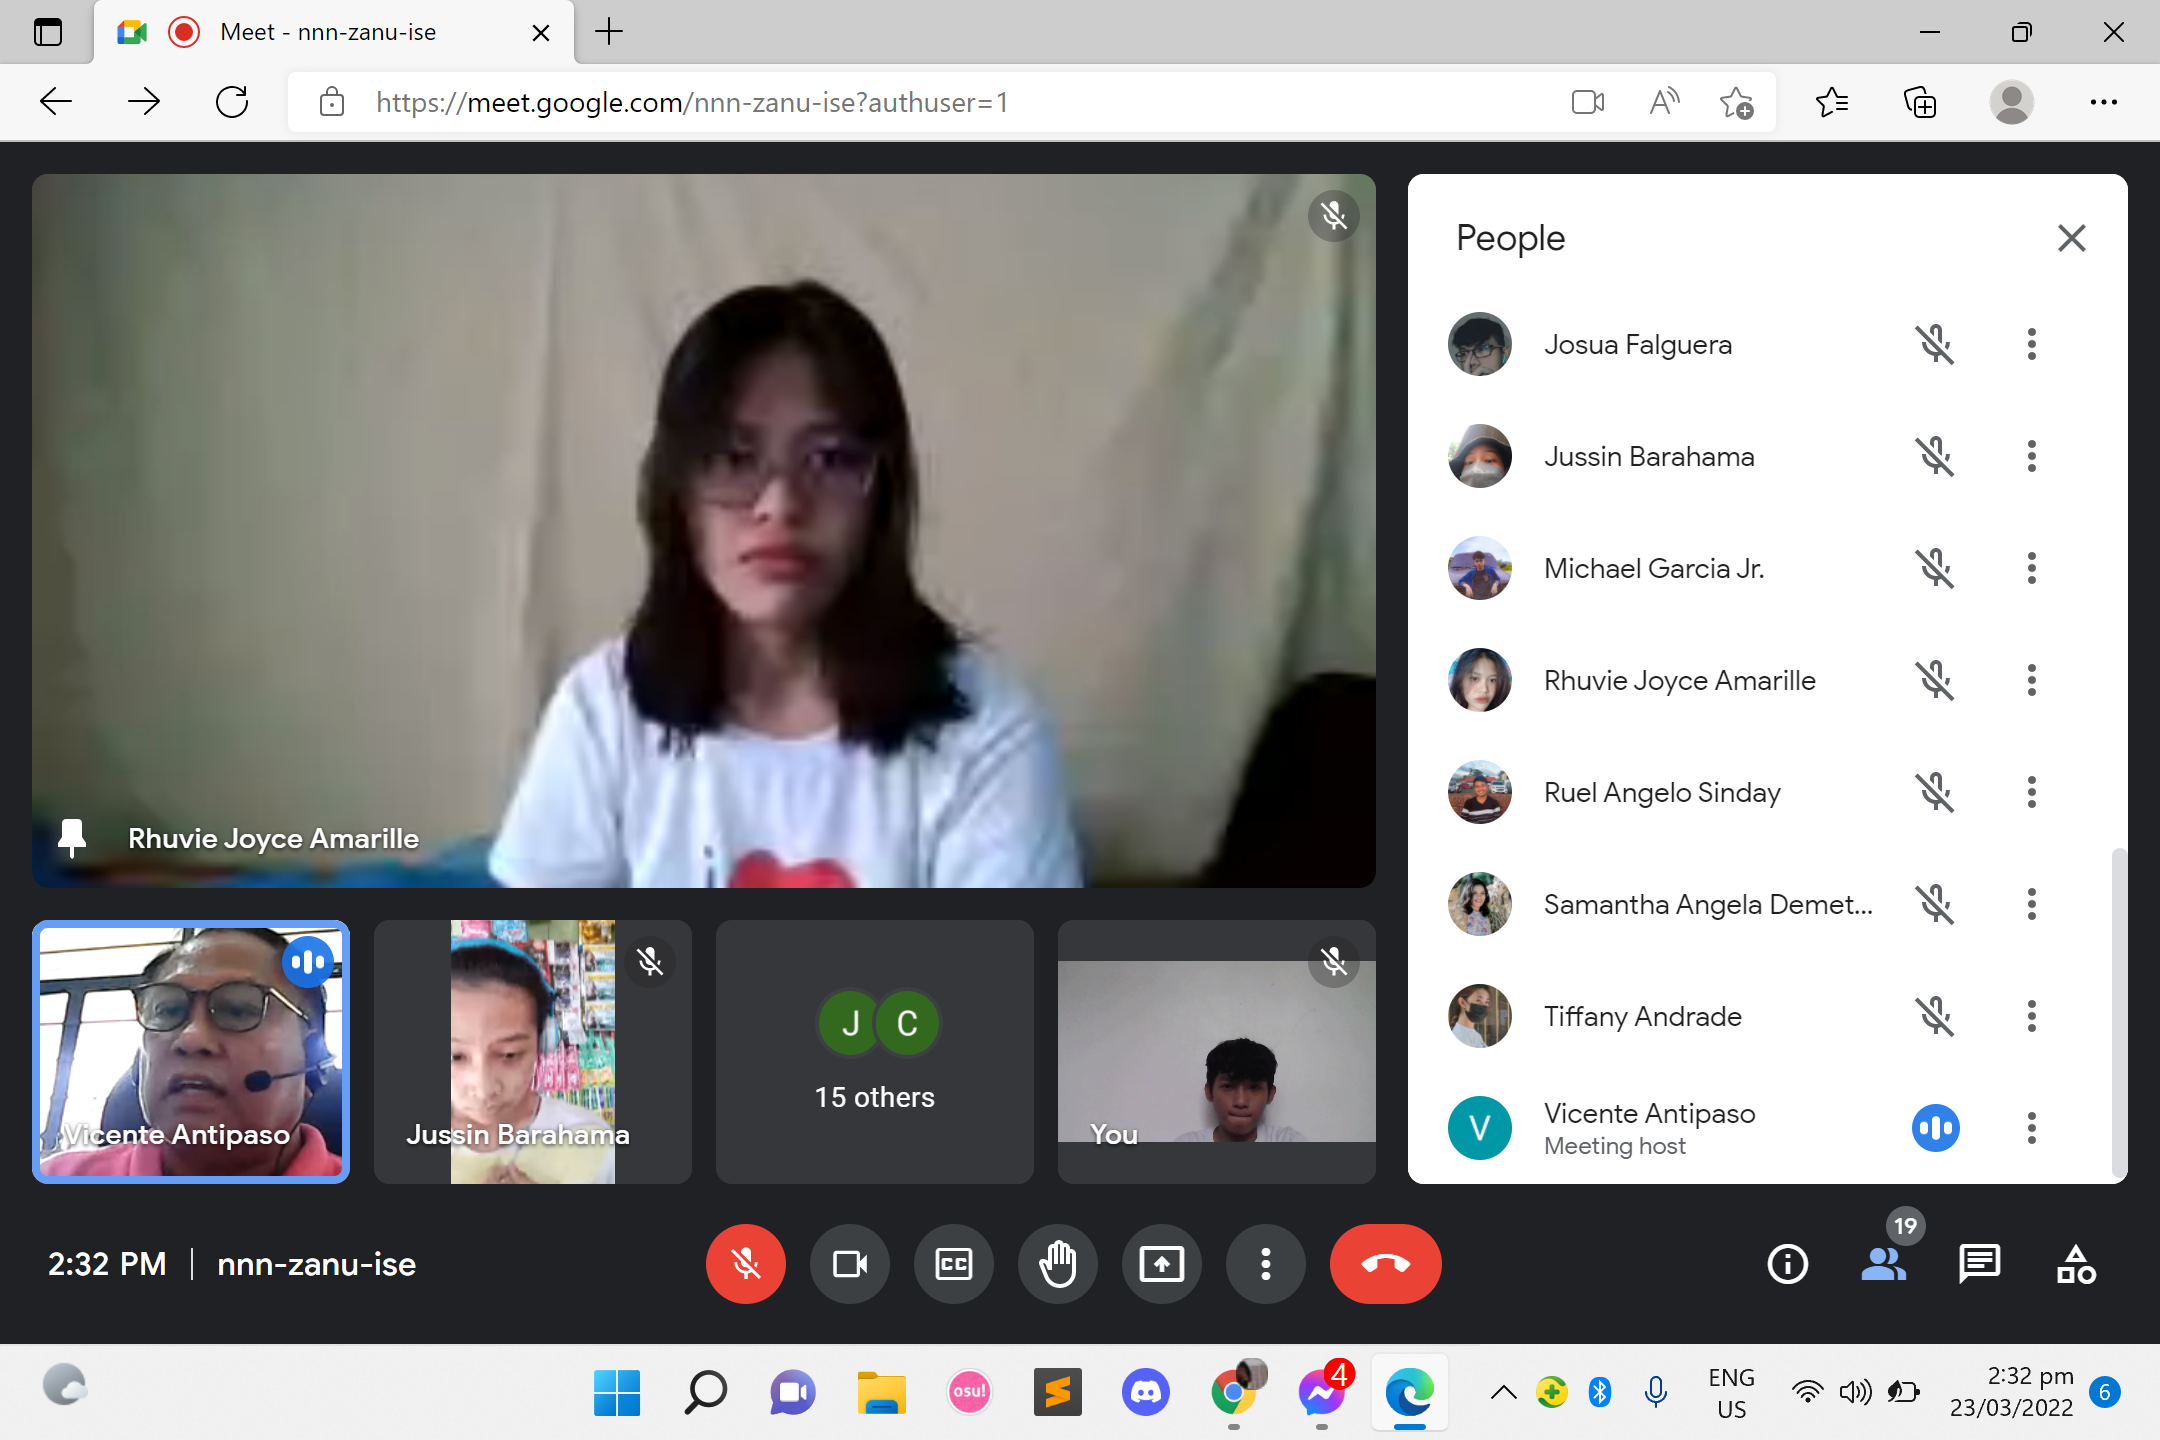 Meet - nnn-zanu-ise
https://meet.google.com/nnn-zanu-ise?authuser=1
Rhuvie Joyce Amarille
Vicente Antipaso
Jussin Barahama
J C
15 others
You
People
Josua Falguera
Jussin Barahama
Michael Garcia Jr.
Rhuvie Joyce Amarille
Ruel Angelo Sinday
Samantha Angela Demet...
Tiffany Andrade
V
Vicente Antipaso
Meeting host
2:32 PM | nnn-zanu-ise
CC
19
osu!
4
ENG
US
2:32 pm
23/03/2022
6